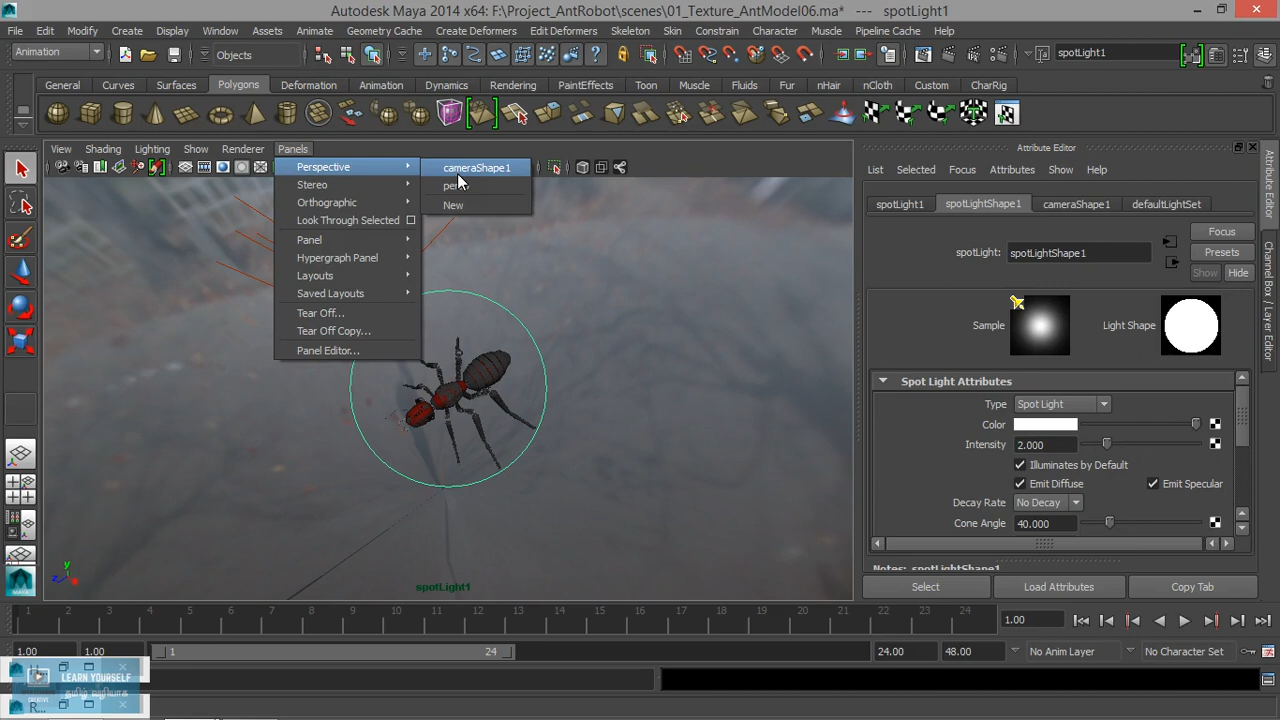 Autodesk Maya 2014 x64: F:\Project_AntRobot\scenes\01_Texture_AntModel06.ma* --- spotLight1
File Edit Modify Create Display Window Assets Animate Geometry Cache Create Deformers Edit Deformers Skeleton Skin Constrain Character Muscle Pipeline Cache Help
Animation Objects spotLight1
General Curves Surfaces Polygons Deformation Animation Dynamics Rendering PaintEffects Toon Muscle Fluids Fur nHair nCloth Custom CharRig
View Shading Lighting Show Renderer Panels
Perspective
Stereo
Orthographic
Look Through Selected
Panel
Hypergraph Panel
Layouts
Saved Layouts
Tear Off...
Tear Off Copy...
Panel Editor...
cameraShape1
New
y
z
spotLight1
Attribute Editor
List Selected Focus Attributes Show Help
spotLight1 spotLightShape1 cameraShape1 defaultLightSet
Focus
spotLight: spotLightShape1 Presets
Show Hide
Sample Light Shape
Spot Light Attributes
Type Spot Light
Color
Intensity 2.000
Illuminates by Default
Emit Diffuse Emit Specular
Decay Rate No Decay
Cone Angle 40.000
Notes: spotLightShape1
Select Load Attributes Copy Tab
Attribute Editor
Channel Box / Layer Editor
1 2 3 4 5 6 7 8 9 10 11 12 13 14 15 16 17 18 19 20 21 22 23 24 1.00
1.00 1.00 1 24 24.00 48.00 No Anim Layer No Character Set
H...
LEARN YOURSELF
தமிழ் வழியாக
CREATIVE
R...